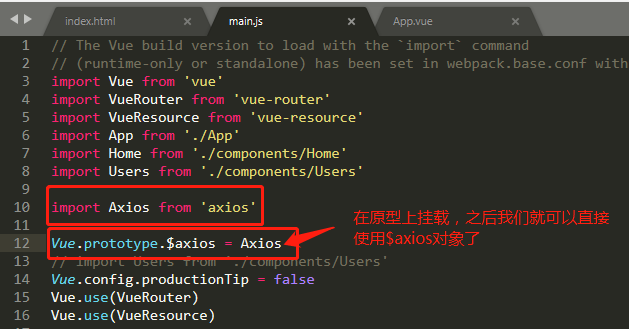 index.html × main.js × App.vue ×
1 // The Vue build version to load with the `import` command
2 // (runtime-only or standalone) has been set in webpack.base.conf with
3 import Vue from 'vue'
4 import VueRouter from 'vue-router'
5 import VueResource from 'vue-resource'
6 import App from './App'
7 import Home from './components/Home'
8 import Users from './components/Users'
9
10 import Axios from 'axios'
11
在原型上挂载，之后我们就可以直接
使用$axios对象了
12 Vue.prototype.$axios = Axios
13 // import Users from './components/Users'
14 Vue.config.productionTip = false
15 Vue.use(VueRouter)
16 Vue.use(VueResource)